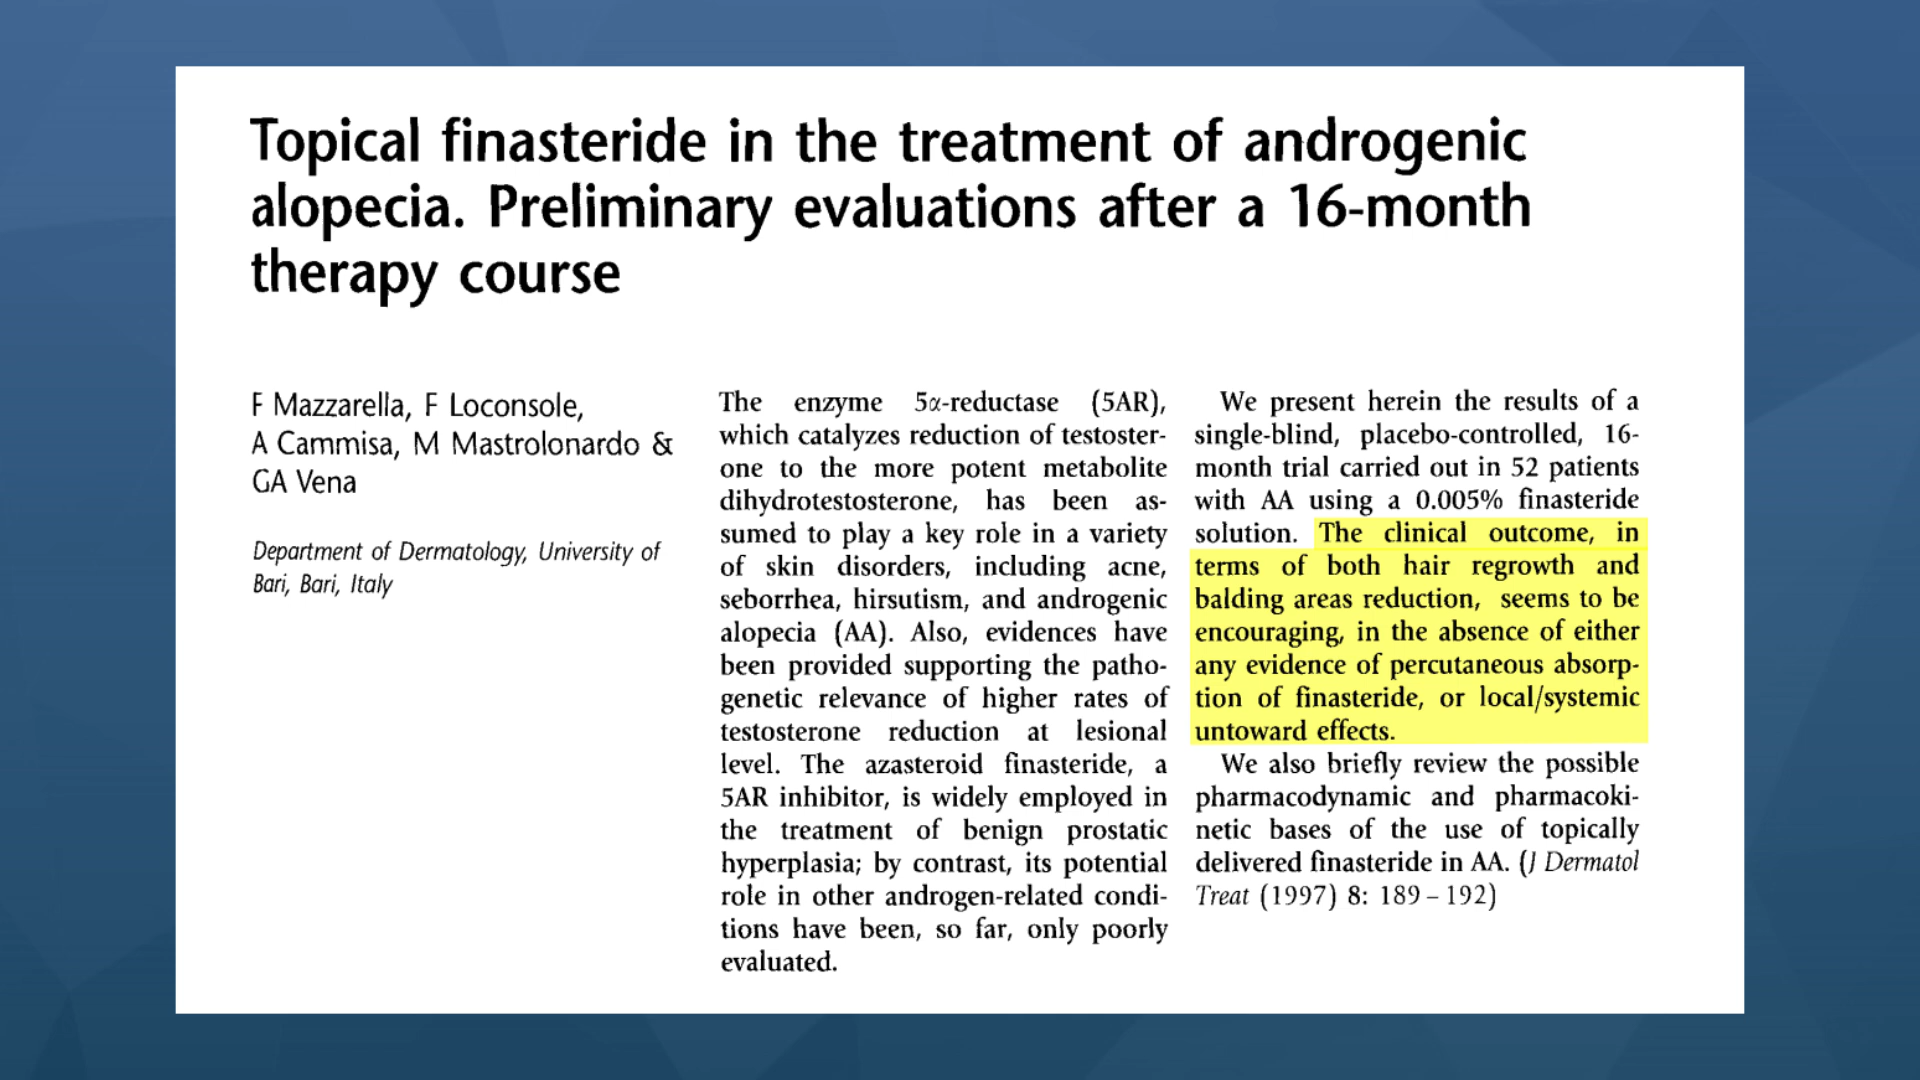 Topical finasteride in the treatment of androgenic
alopecia. Preliminary evaluations after a 16-month
therapy course
F Mazzarella, F Loconsole,
A Cammisa, M Mastrolonardo &
GA Vena
Department of Dermatology, University of
Bari, Bari, Italy
The enzyme 5α-reductase (5AR),
which catalyzes reduction of testoster-
one to the more potent metabolite
dihydrotestosterone, has been as-
sumed to play a key role in a variety
of skin disorders, including acne,
seborrhea, hirsutism, and androgenic
alopecia (AA). Also, evidences have
been provided supporting the patho-
genetic relevance of higher rates of
testosterone reduction at lesional
level. The azasteroid finasteride, a
5AR inhibitor, is widely employed in
the treatment of benign prostatic
hyperplasia; by contrast, its potential
role in other androgen-related condi-
tions have been, so far, only poorly
evaluated.
We present herein the results of a
single-blind, placebo-controlled, 16-
month trial carried out in 52 patients
with AA using a 0.005% finasteride
solution. The clinical outcome, in
terms of both hair regrowth and
balding areas reduction, seems to be
encouraging, in the absence of either
any evidence of percutaneous absorp-
tion of finasteride, or local/systemic
untoward effects.
We also briefly review the possible
pharmacodynamic and pharmacoki-
netic bases of the use of topically
delivered finasteride in AA. (J Dermatol
Treat (1997) 8: 189–192)